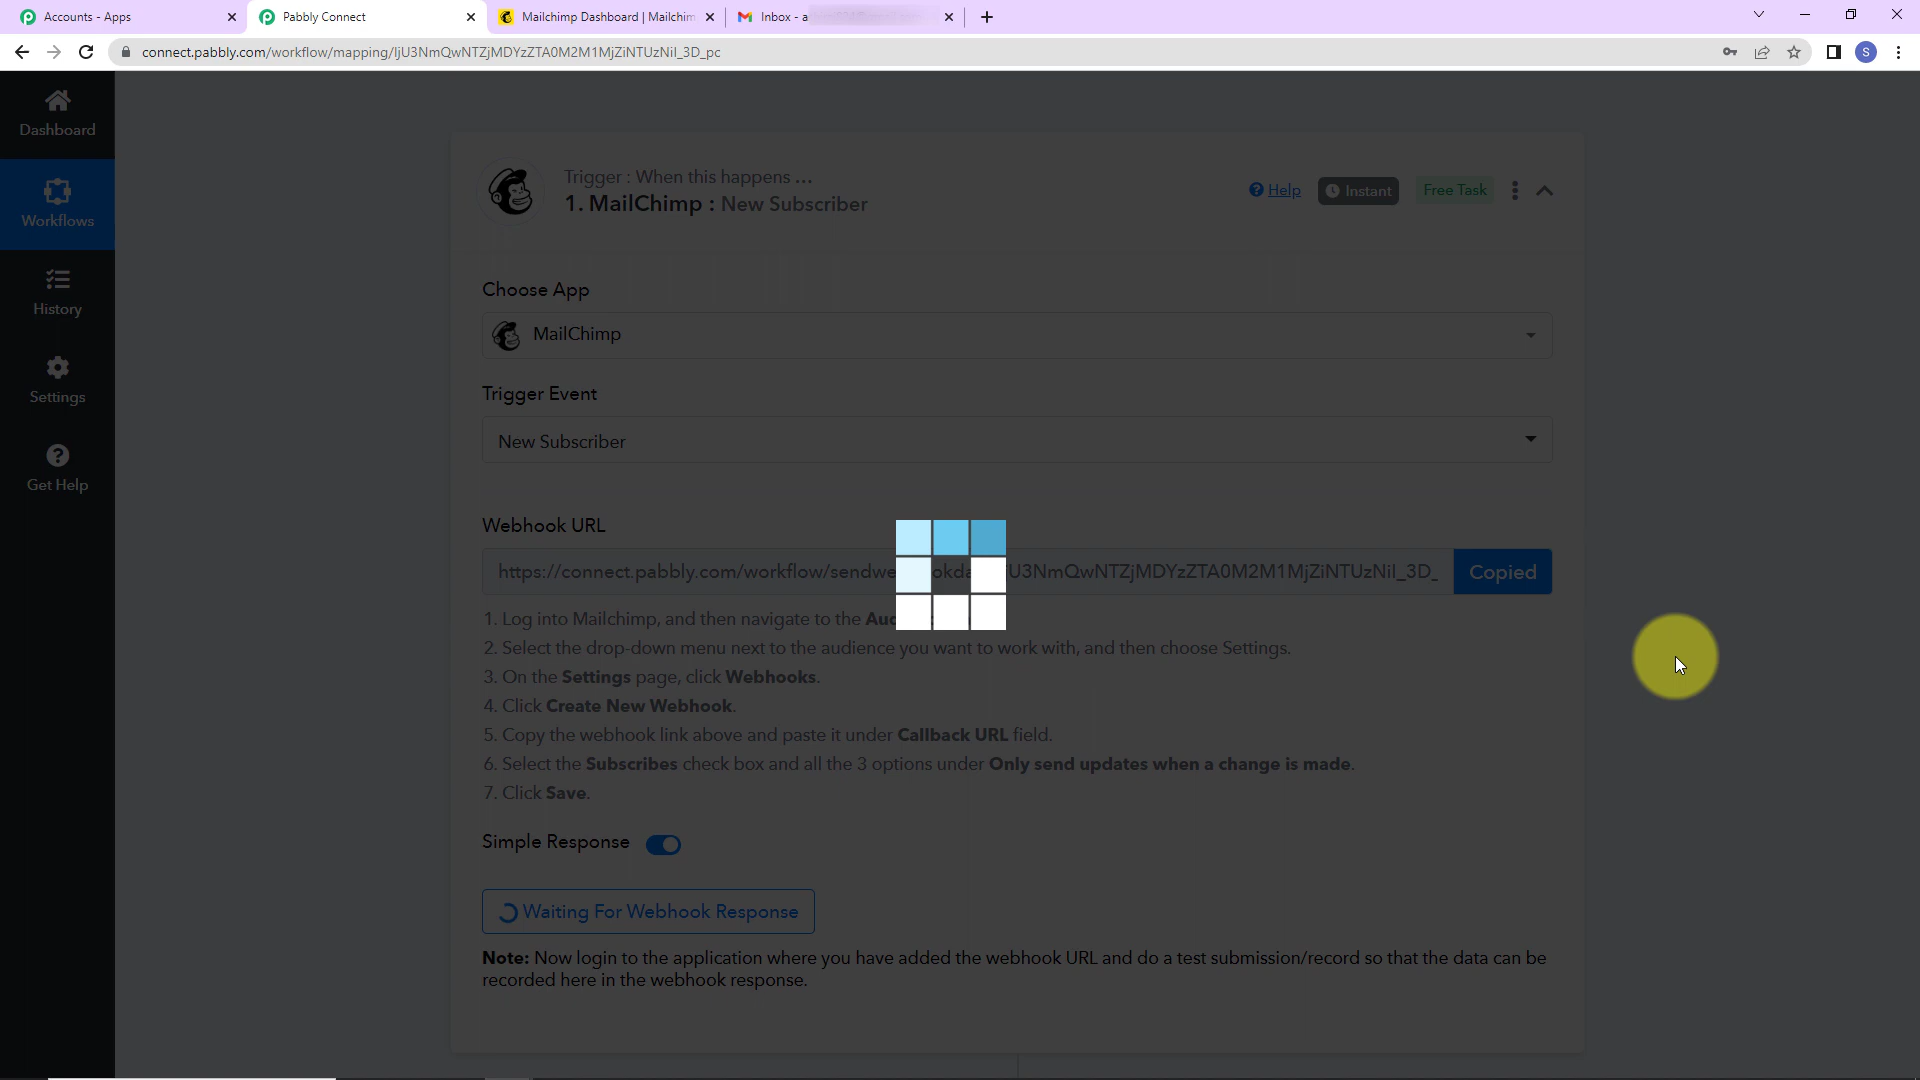 Accounts - Apps
Pabbly Connect
Mailchimp Dashboard | Mailchim
Inbox - a
connect.pabbly.com/workflow/mapping/IjU3NmQwNTZjMDYzZTA0M2M1MjZiNTUzNiI_3D_pc
S
Dashboard
Workflows
History
Settings
Get Help
Trigger : When this happens ...
1. MailChimp : New Subscriber
Help
Instant
Free Task
Choose App
MailChimp
Trigger Event
New Subscriber
Webhook URL
https://connect.pabbly.com/workflow/sendwe okda U3NmQwNTZjMDYzZTA0M2M1MjZiNTUzNiI_3D_
Copied
1. Log into Mailchimp, and then navigate to the
2. Select the drop-down menu next to the audience you want to work with, and then choose Settings.
3. On the Settings page, click Webhooks.
4. Click Create New Webhook.
5. Copy the webhook link above and paste it under Callback URL field.
6. Select the Subscribes check box and all the 3 options under Only send updates when a change is made.
7. Click Save.
Simple Response
Waiting For Webhook Response
Note: Now login to the application where you have added the webhook URL and do a test submission/record so that the data can be
recorded here in the webhook response.